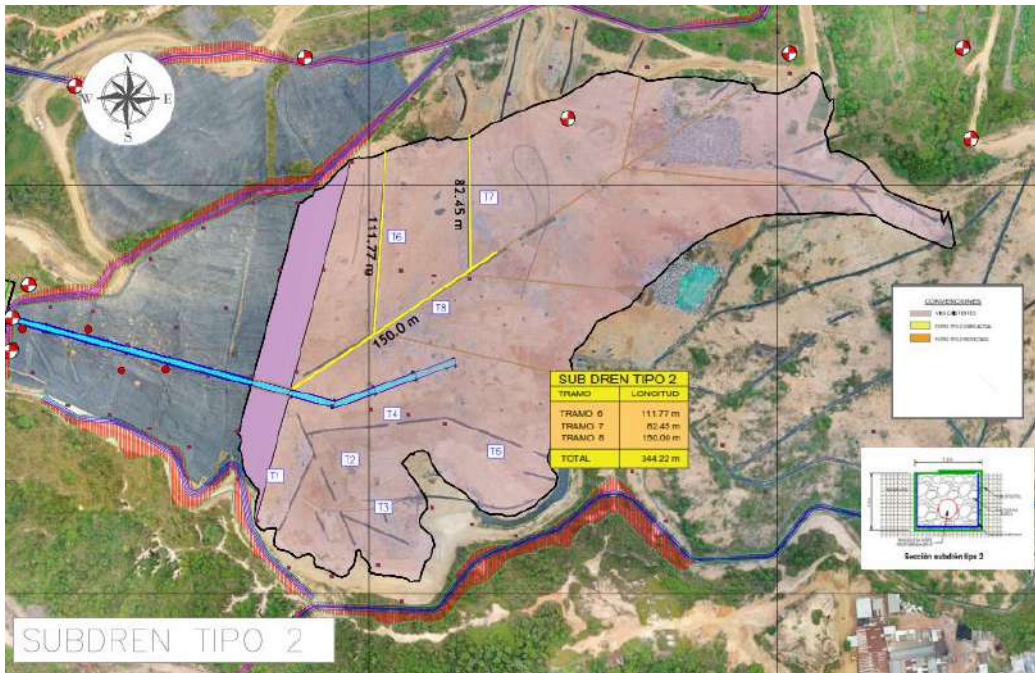 N
W
E
S
82.45 m
T7
111.77 m
T6
T8
150.0 m
CONVENCIONES
SUB DREN TIPO 2
TRAMO LONGITUD
TRAMO 6 111.77 m
TRAMO 7 82.45 m
TRAMO 8 150.00 m
TOTAL 344.22 m
T4
T2
T5
T1
T3
Sección subdrén tipo 2
SUBDREN TIPO 2